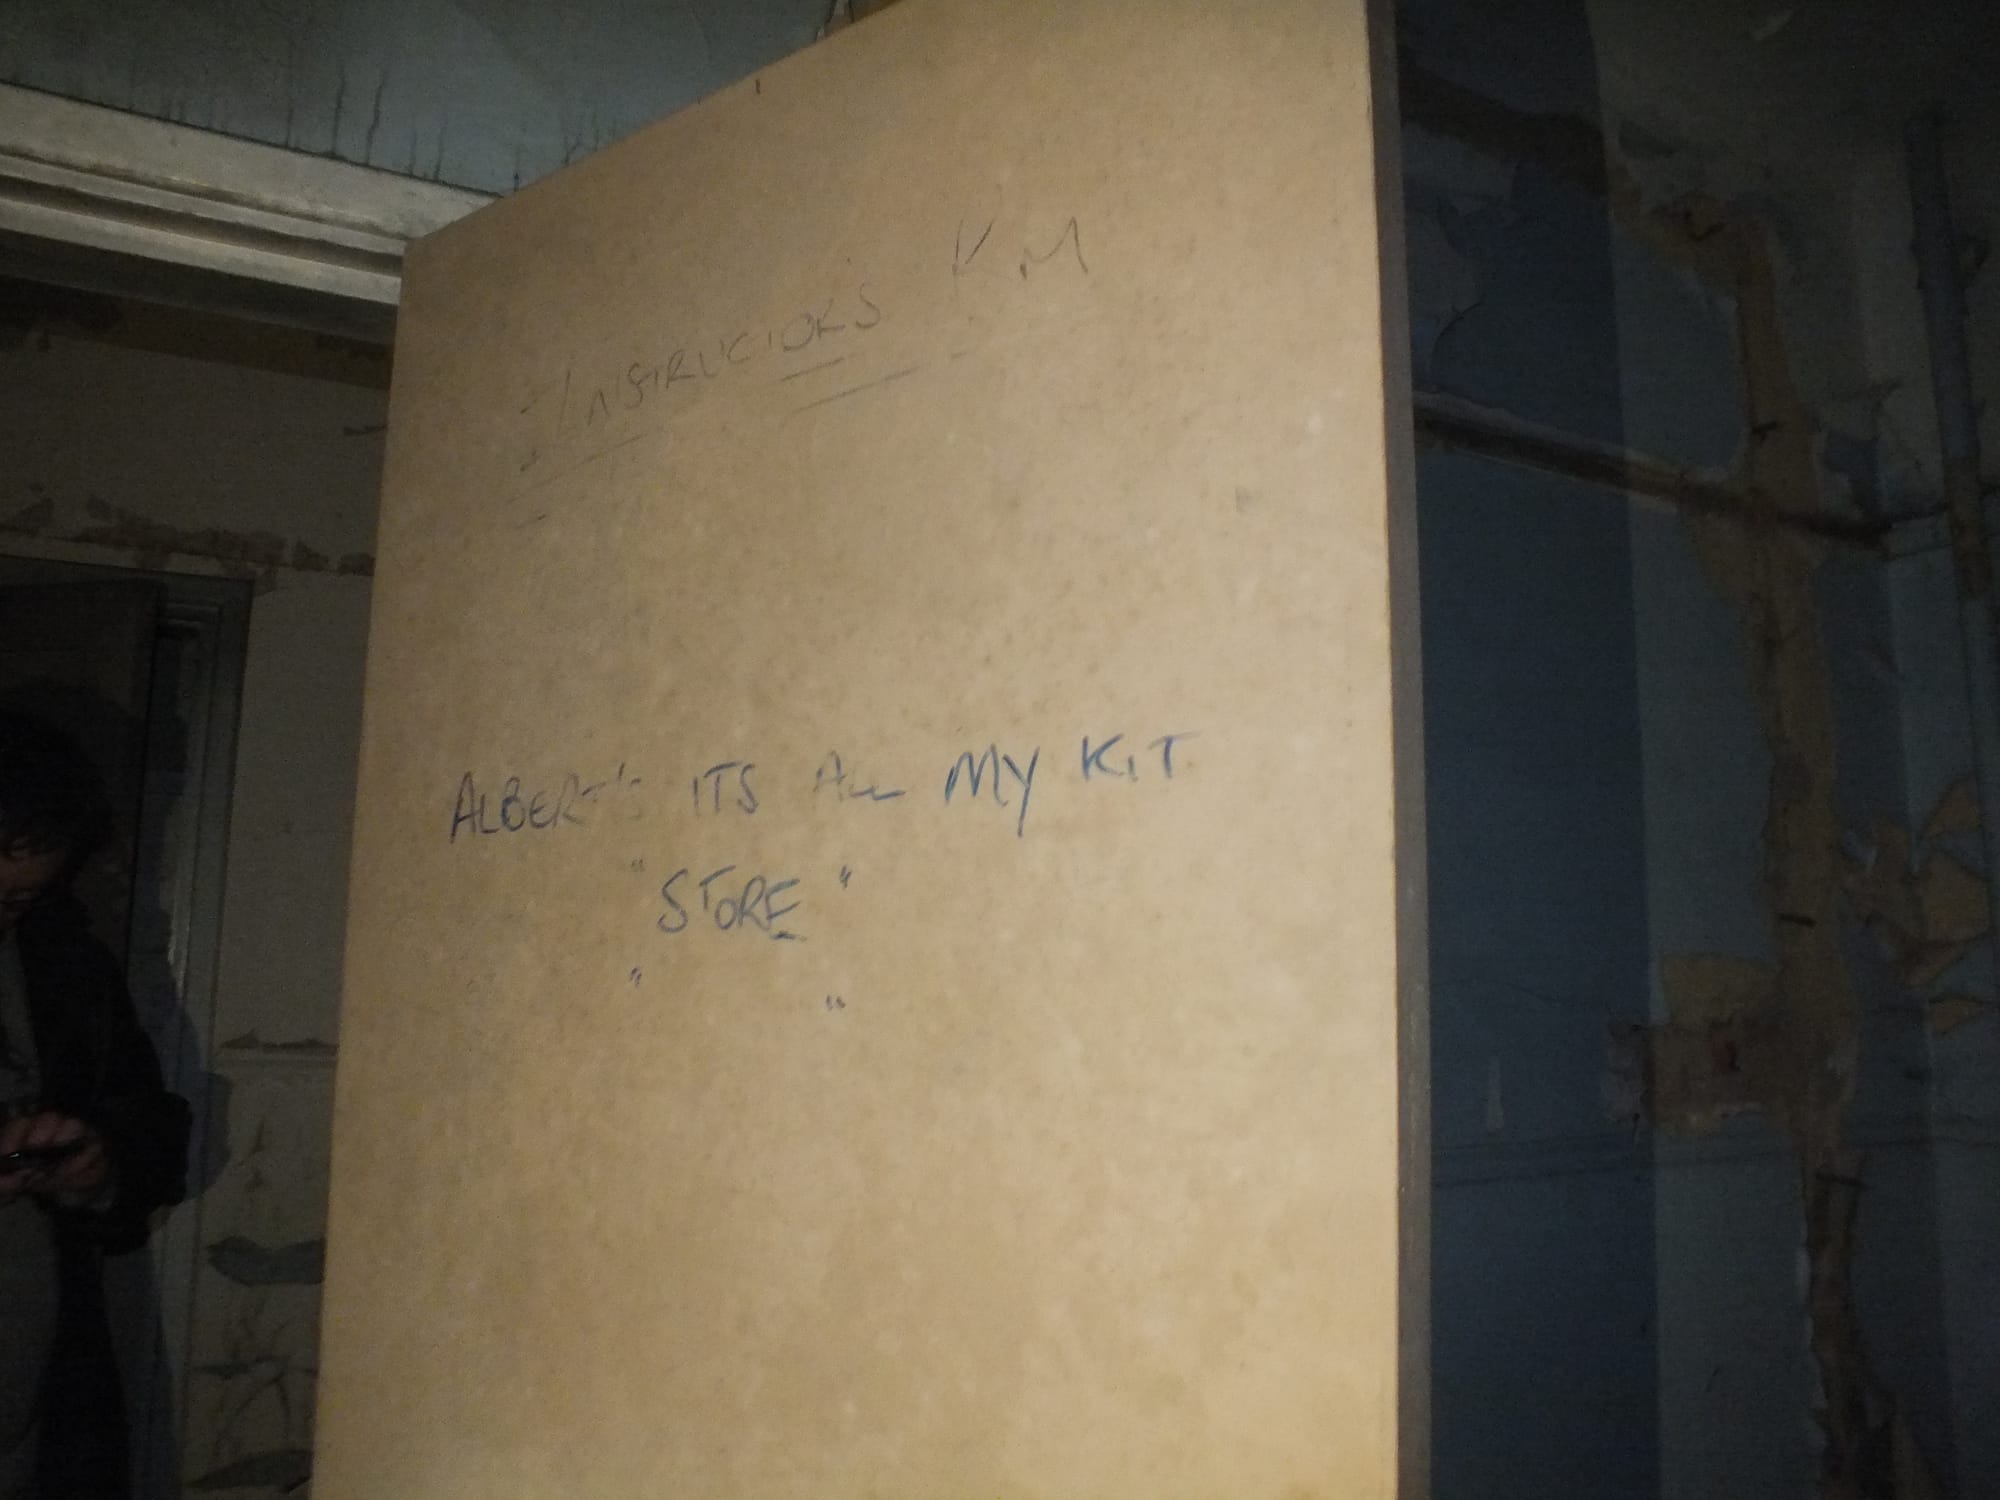 INSTRUCTORS RM
ALBERT'S ITS ALL MY KIT
" STORE "
" "